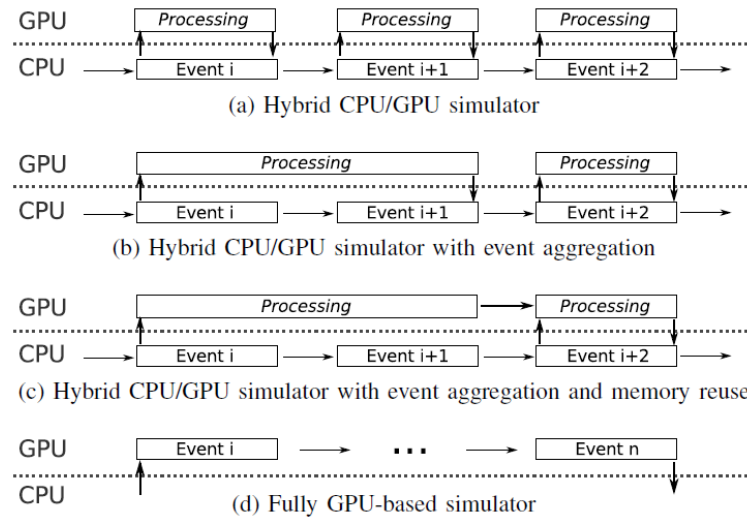 GPU Processing Processing Processing
CPU Event i Event i+1 Event i+2
(a) Hybrid CPU/GPU simulator
GPU Processing Processing
CPU Event i Event i+1 Event i+2
(b) Hybrid CPU/GPU simulator with event aggregation
GPU Processing Processing
CPU Event i Event i+1 Event i+2
(c) Hybrid CPU/GPU simulator with event aggregation and memory reuse
GPU Event i ... Event n
CPU
(d) Fully GPU-based simulator